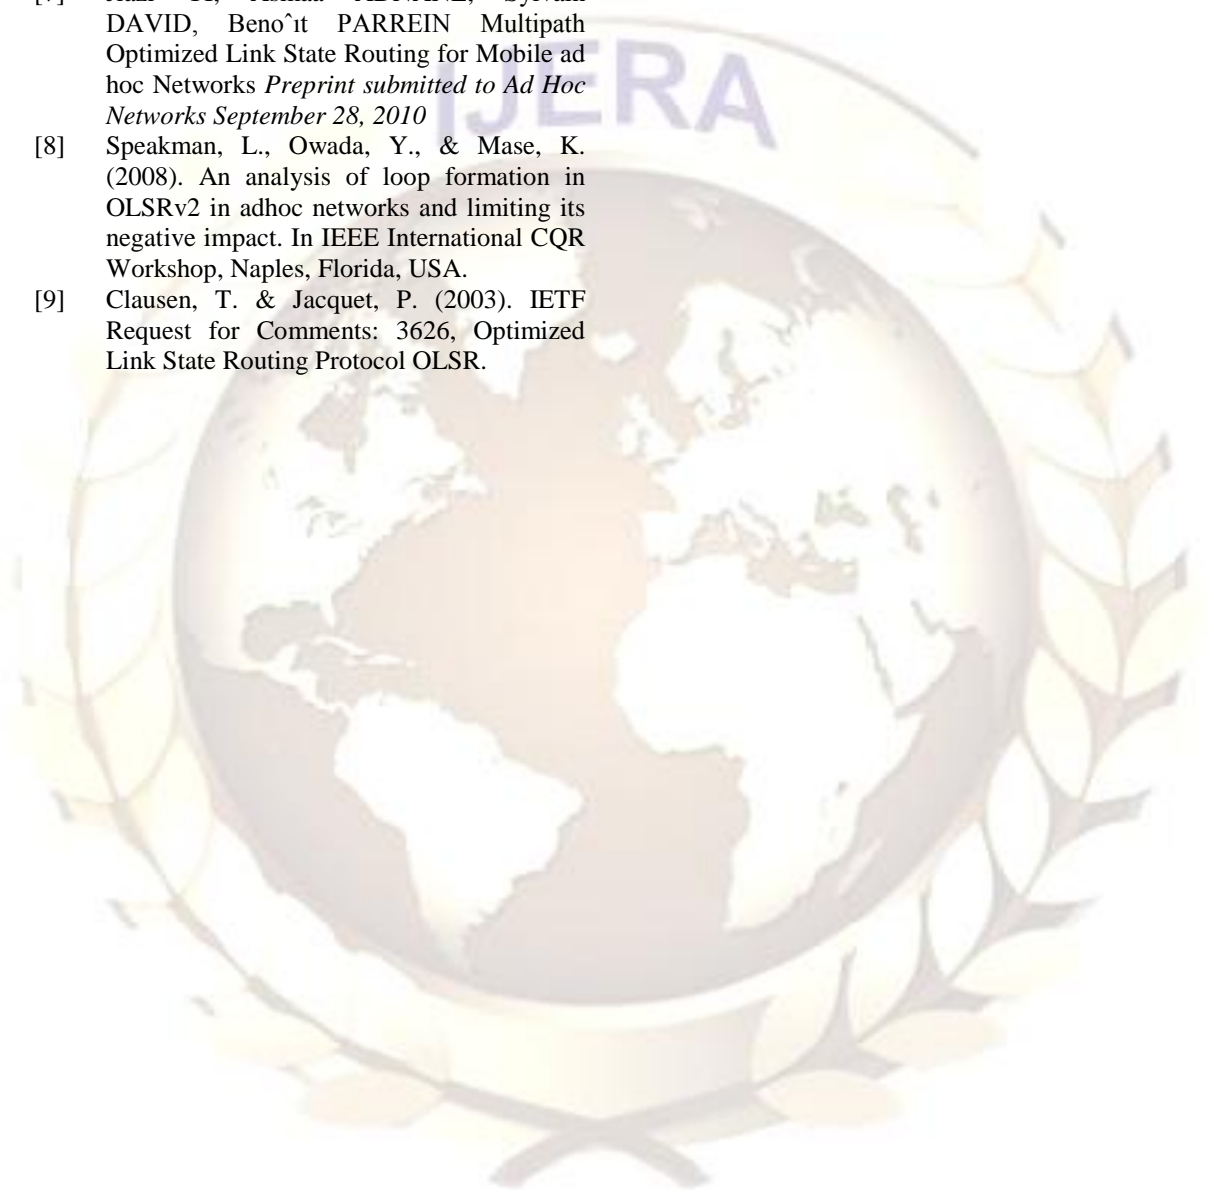 DAVID, Benoˆıt PARREIN Multipath
Optimized Link State Routing for Mobile ad
hoc Networks Preprint submitted to Ad Hoc
Networks September 28, 2010
[8] Speakman, L., Owada, Y., & Mase, K.
(2008). An analysis of loop formation in
OLSRv2 in adhoc networks and limiting its
negative impact. In IEEE International CQR
Workshop, Naples, Florida, USA.
[9] Clausen, T. & Jacquet, P. (2003). IETF
Request for Comments: 3626, Optimized
Link State Routing Protocol OLSR.
IJERA